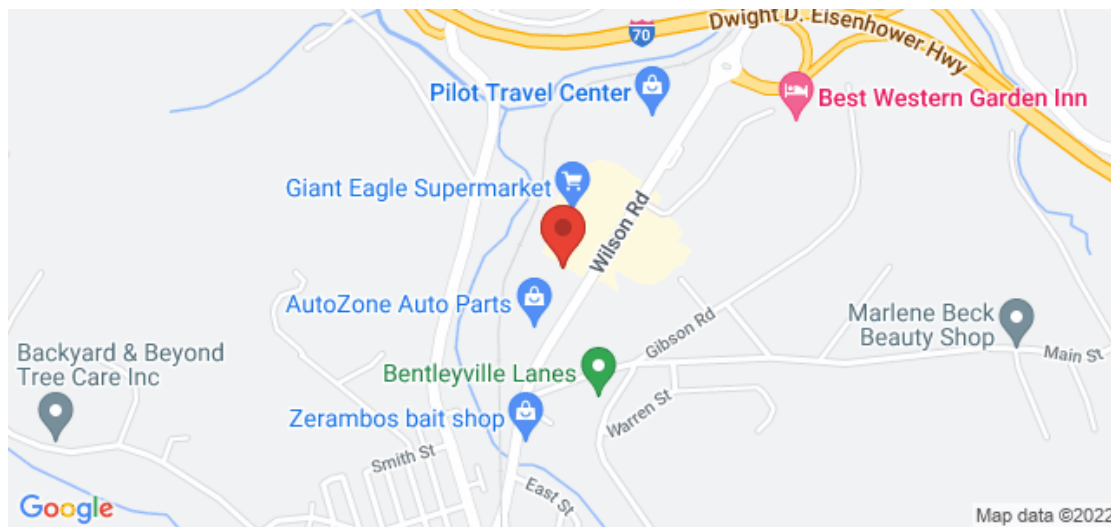 Dwight D. Eisenhower Hwy
70
Pilot Travel Center
Best Western Garden Inn
Giant Eagle Supermarket
Wilson Rd
AutoZone Auto Parts
Marlene Beck
Beauty Shop
Gibson Rd
Main St
Backyard & Beyond
Tree Care Inc
Bentleyville Lanes
Warren St
Zerambos bait shop
Smith St
East St
Google
Map data ©2022